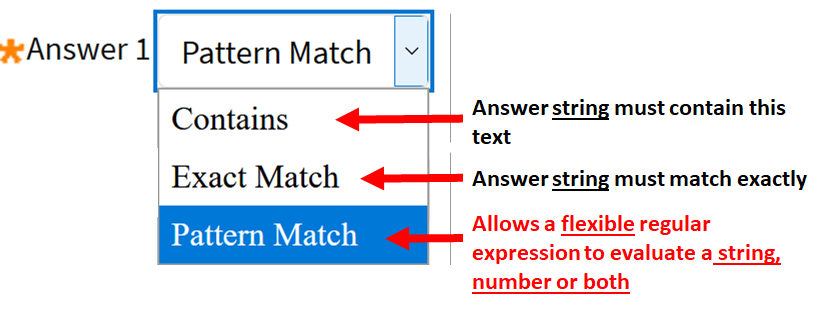 Answer 1 Pattern Match
Contains
Answer string must contain this
text
Exact Match
Answer string must match exactly
Pattern Match
Allows a flexible regular
expression to evaluate a string,
number or both